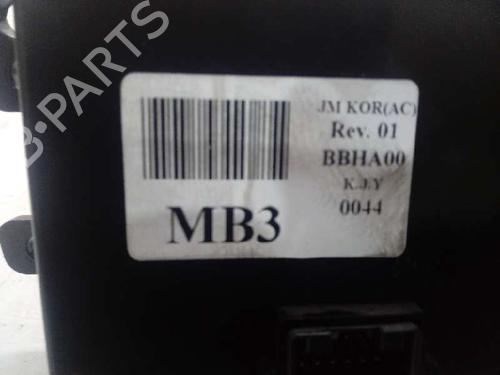 JM KOR(AC)
Rev. 01
BBHA00
K.J.Y
0044
MB3
B-PARTS